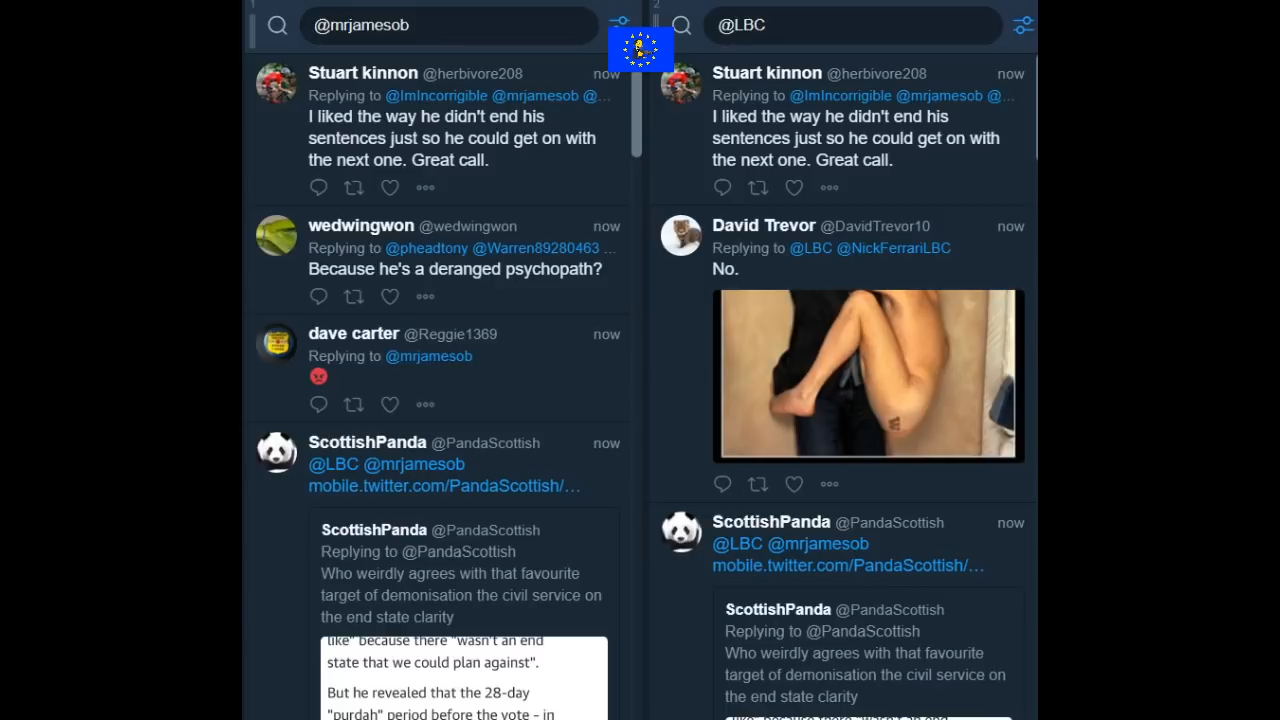 1
@mrjamesob
Stuart kinnon @herbivore208 now
Replying to @ImIncorrigible @mrjamesob @...
I liked the way he didn't end his
sentences just so he could get on with
the next one. Great call.
wedwingwon @wedwingwon now
Replying to @pheadtony @Warren89280463 ...
Because he's a deranged psychopath?
dave carter @Reggie1369 now
Replying to @mrjamesob
ScottishPanda @PandaScottish now
@LBC @mrjamesob
mobile.twitter.com/PandaScottish/…
ScottishPanda @PandaScottish
Replying to @PandaScottish
Who weirdly agrees with that favourite
target of demonisation the civil service on
the end state clarity
like" because there "wasn't an end
state that we could plan against".
But he revealed that the 28-day
"purdah" period before the vote - in
2
@LBC
Stuart kinnon @herbivore208 now
Replying to @ImIncorrigible @mrjamesob @...
I liked the way he didn't end his
sentences just so he could get on with
the next one. Great call.
David Trevor @DavidTrevor10 now
Replying to @LBC @NickFerrariLBC
No.
ScottishPanda @PandaScottish now
@LBC @mrjamesob
mobile.twitter.com/PandaScottish/…
ScottishPanda @PandaScottish
Replying to @PandaScottish
Who weirdly agrees with that favourite
target of demonisation the civil service on
the end state clarity
like" because there "wasn't an end